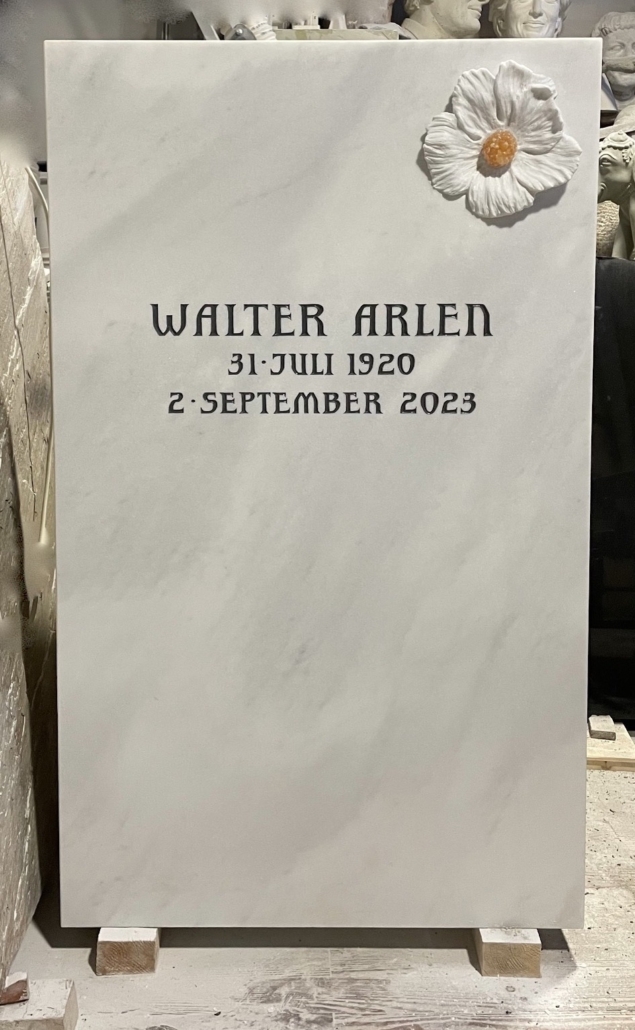 WALTER ARLEN
31·JULI 1920
2·SEPTEMBER 2023